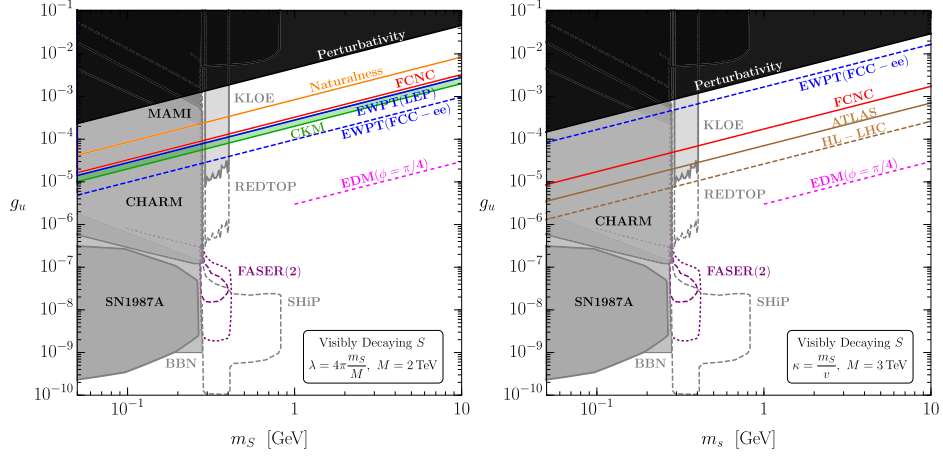 10⁻¹
10⁻²
10⁻³
10⁻⁴
10⁻⁵
10⁻⁶
10⁻⁷
10⁻⁸
10⁻⁹
10⁻¹⁰
g_u
Perturbativity
Naturalness
FCNC
KLOE
MAMI
EWPT(LEP)
EWPT(FCC−ee)
CKM
REDTOP
EDM(ϕ = π/4)
CHARM
FASER(2)
SN1987A
SHiP
BBN
Visibly Decaying S
λ = 4π m_S/M, M = 2 TeV
10⁻¹
1
10
m_S [GeV]
10⁻¹
10⁻²
10⁻³
10⁻⁴
10⁻⁵
10⁻⁶
10⁻⁷
10⁻⁸
10⁻⁹
10⁻¹⁰
g_u
Perturbativity
EWPT(FCC−ee)
FCNC
ATLAS
KLOE
HL−LHC
REDTOP
EDM(ϕ = π/4)
CHARM
FASER(2)
SN1987A
SHiP
BBN
Visibly Decaying S
κ = m_S/v, M = 3 TeV
10⁻¹
1
10
m_s [GeV]